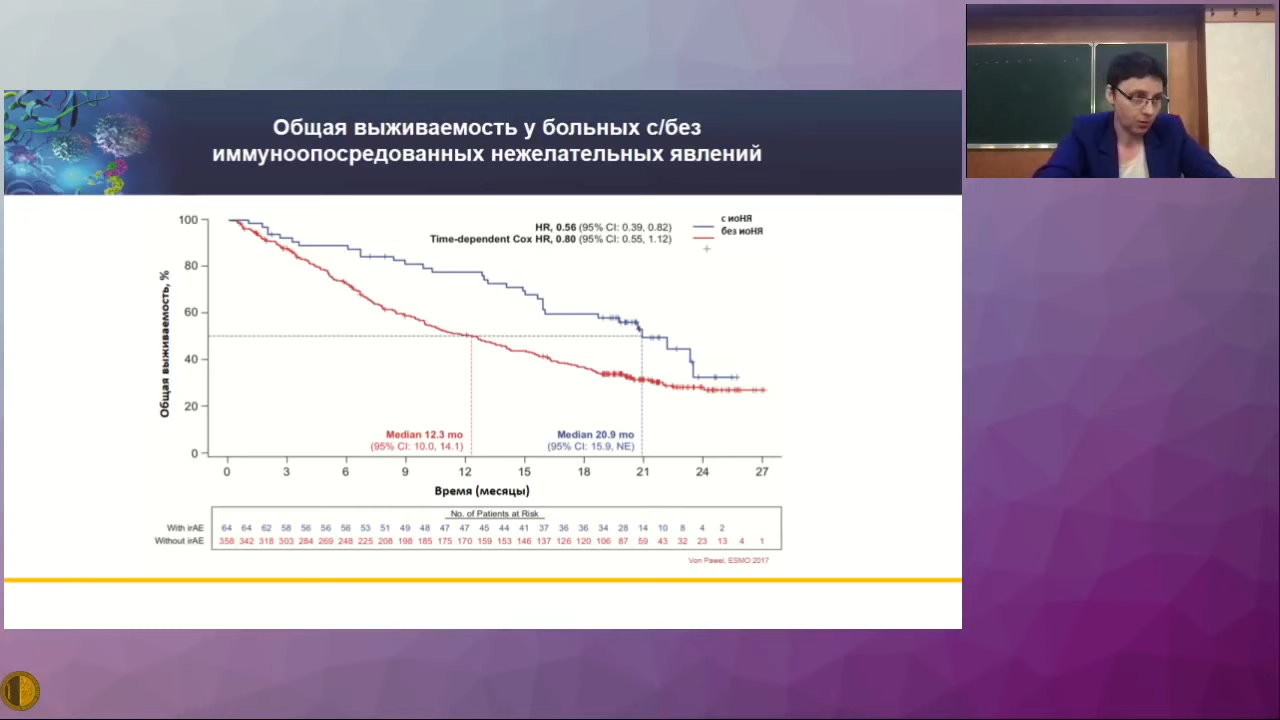 Общая выживаемость у больных с/без
иммуноопосредованных нежелательных явлений
HR, 0.56 (95% CI: 0.39, 0.82)
Time-dependent Cox HR, 0.80 (95% CI: 0.55, 1.12)
с иоНЯ
без иоНЯ
Общая выживаемость, %
100
80
60
40
20
0
Median 12.3 mo
(95% CI: 10.0, 14.1)
Median 20.9 mo
(95% CI: 15.9, NE)
0 3 6 9 12 15 18 21 24 27
Время (месяцы)
No. of Patients at Risk
With irAE 64 64 62 58 56 56 56 53 51 49 48 47 47 45 44 41 37 36 36 34 28 14 10 8 4 2
Without irAE 358 342 318 303 284 269 248 225 208 198 185 175 170 159 153 146 137 126 120 106 87 59 43 32 23 13 4 1
Von Pawel, ESMO 2017